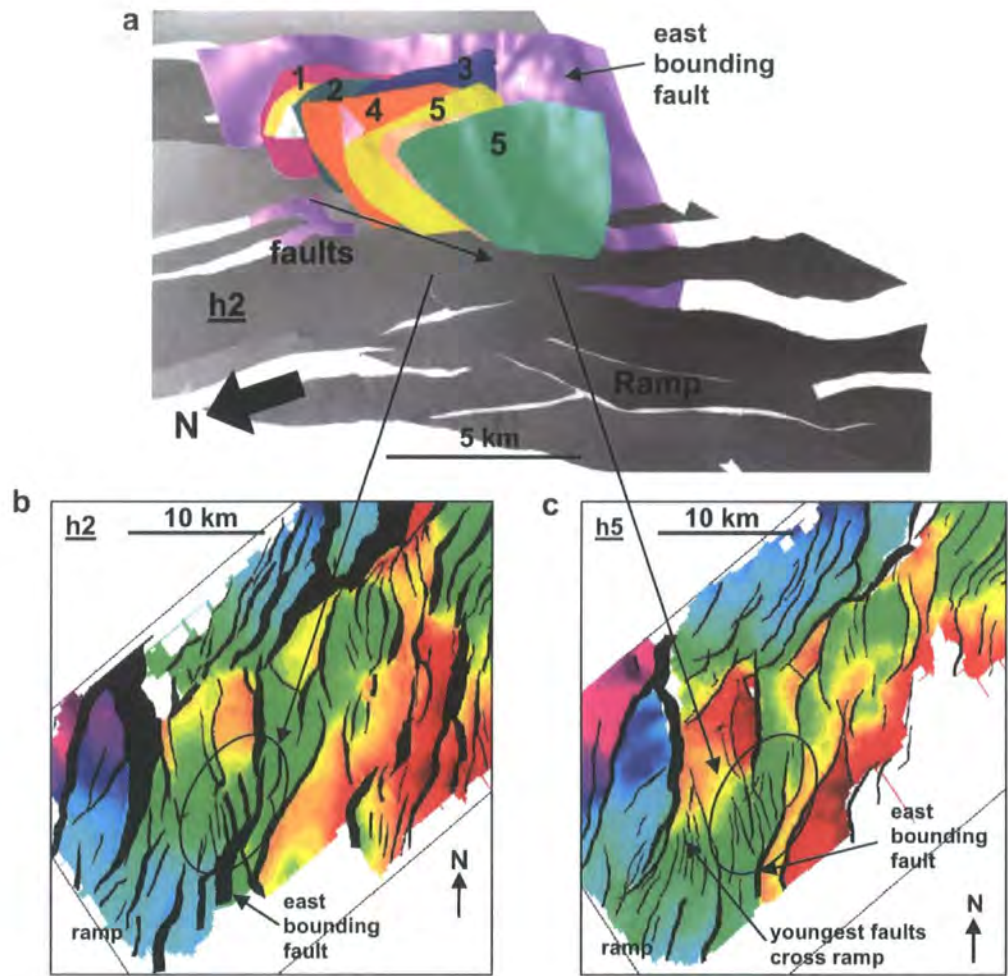 a
east
bounding
fault
1
2
3
4
5
5
faults
h2
Ramp
N
5 km
b
h2
10 km
N
ramp
east
bounding
fault
c
h5
10 km
east
bounding
fault
N
ramp
youngest faults
cross ramp